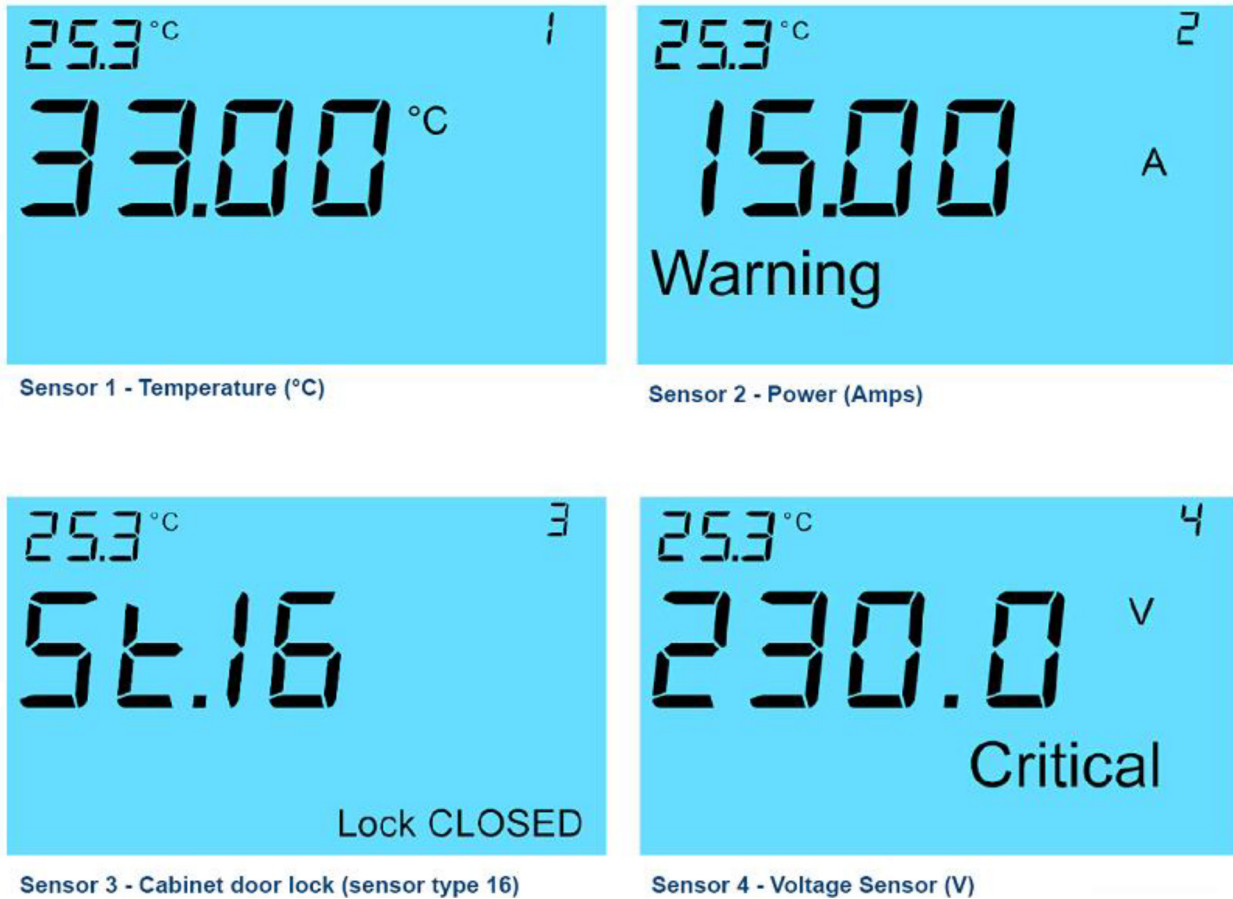 25.3 °C 1
33.00 °C
Sensor 1 - Temperature (°C)
25.3 °C 2
15.00 A
Warning
Sensor 2 - Power (Amps)
25.3 °C 3
St.16
Lock CLOSED
Sensor 3 - Cabinet door lock (sensor type 16)
25.3 °C 4
230.0 V
Critical
Sensor 4 - Voltage Sensor (V)